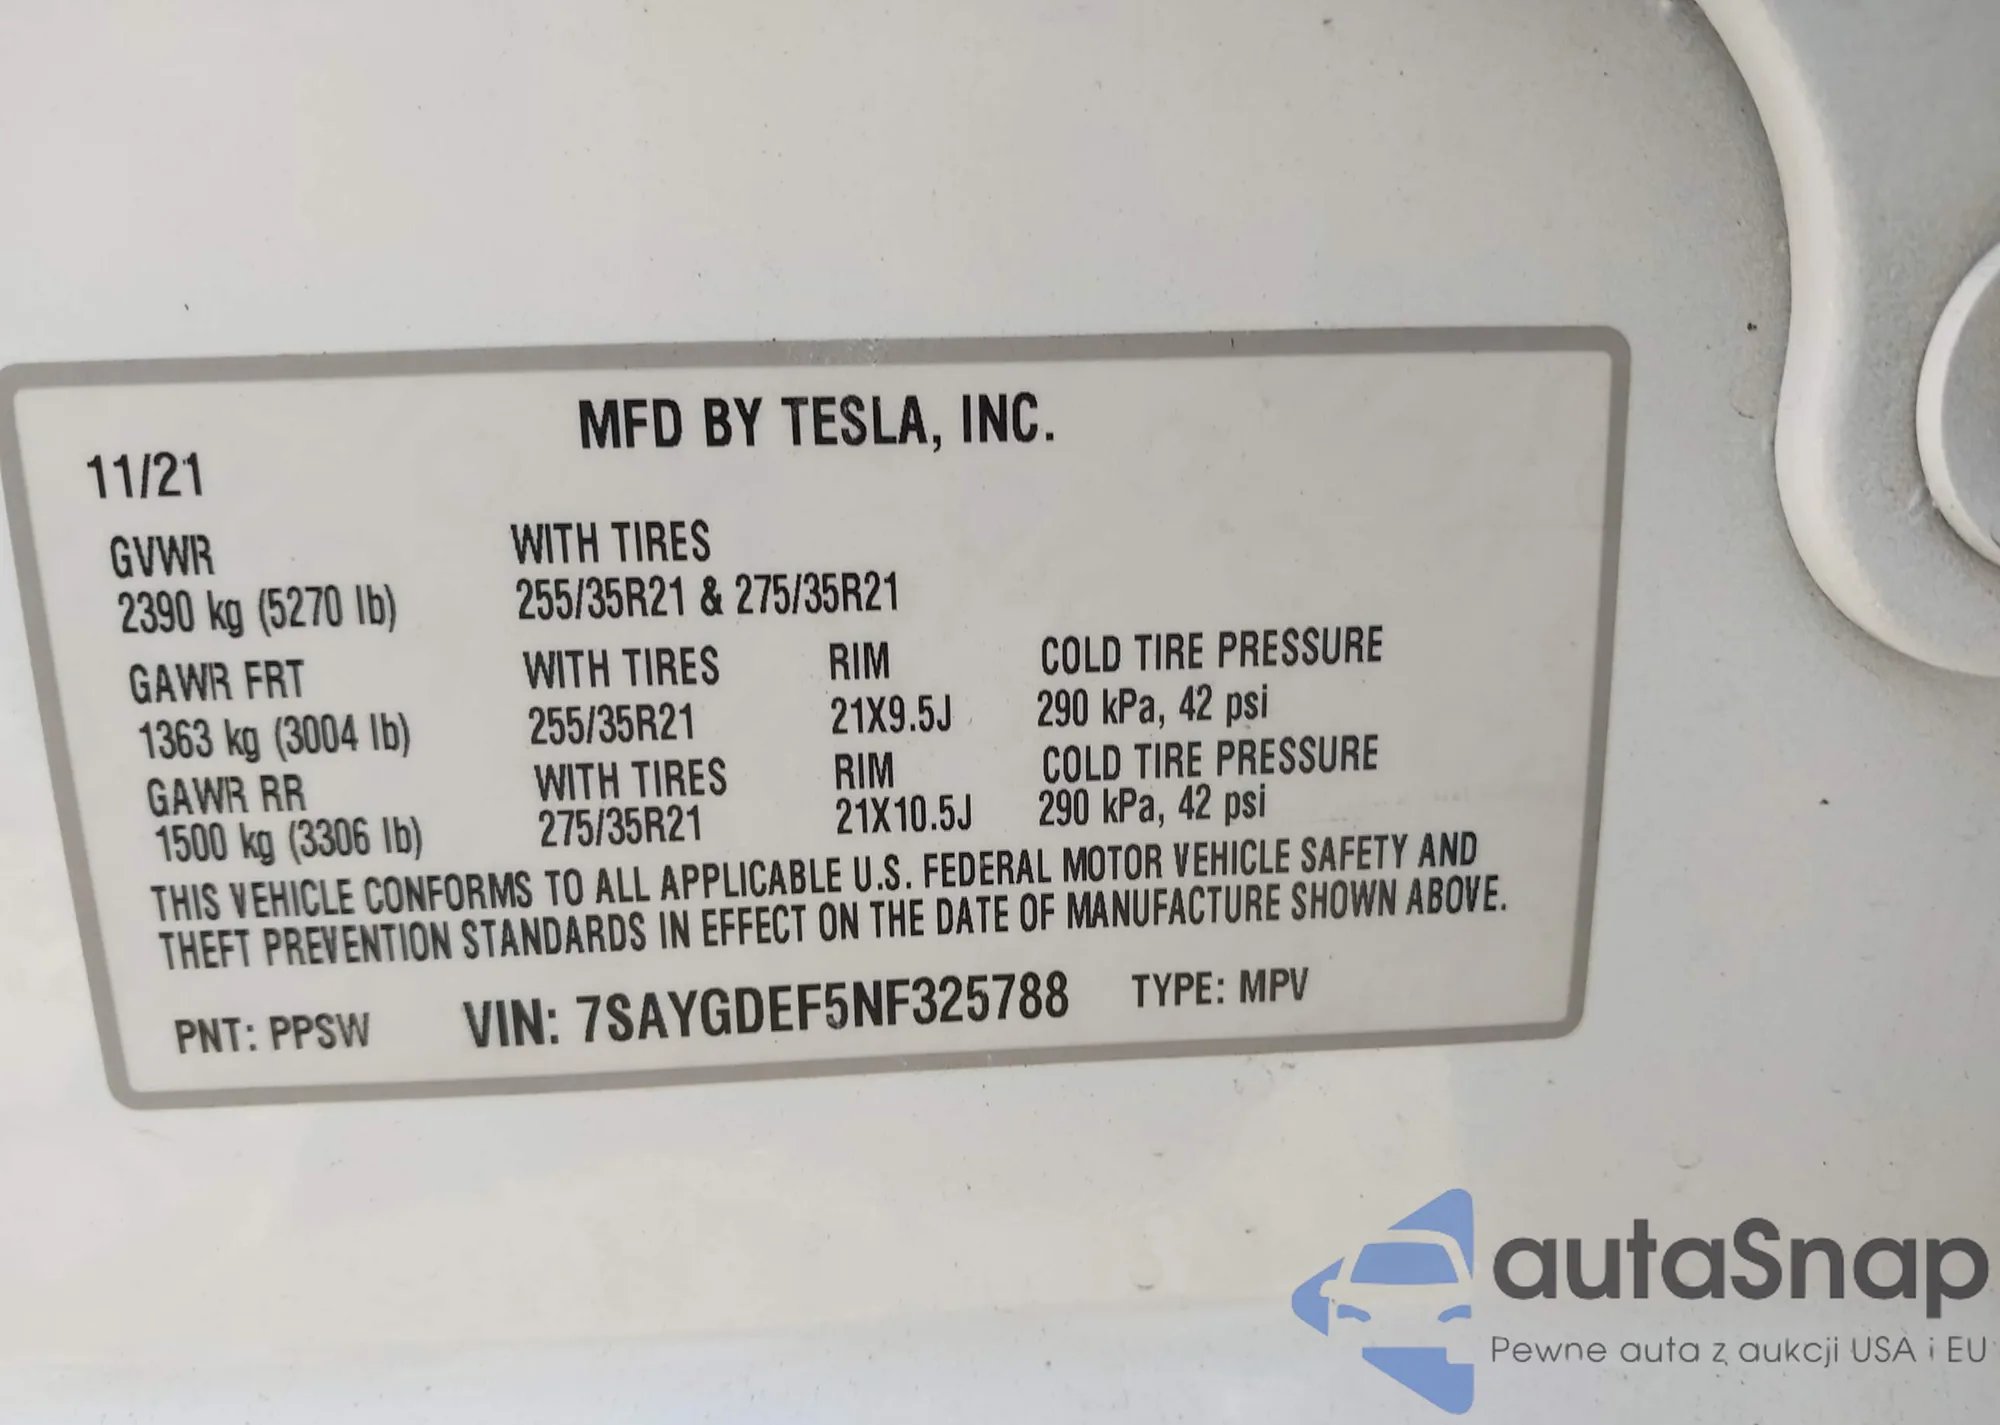 MFD BY TESLA, INC.
11/21
GVWR WITH TIRES
2390 kg (5270 lb) 255/35R21 & 275/35R21
GAWR FRT WITH TIRES RIM COLD TIRE PRESSURE
1363 kg (3004 lb) 255/35R21 21X9.5J 290 kPa, 42 psi
GAWR RR WITH TIRES RIM COLD TIRE PRESSURE
1500 kg (3306 lb) 275/35R21 21X10.5J 290 kPa, 42 psi
THIS VEHICLE CONFORMS TO ALL APPLICABLE U.S. FEDERAL MOTOR VEHICLE SAFETY AND
THEFT PREVENTION STANDARDS IN EFFECT ON THE DATE OF MANUFACTURE SHOWN ABOVE.
PNT: PPSW VIN: 7SAYGDEF5NF325788 TYPE: MPV
autaSnap
Pewne auta z aukcji USA i EU